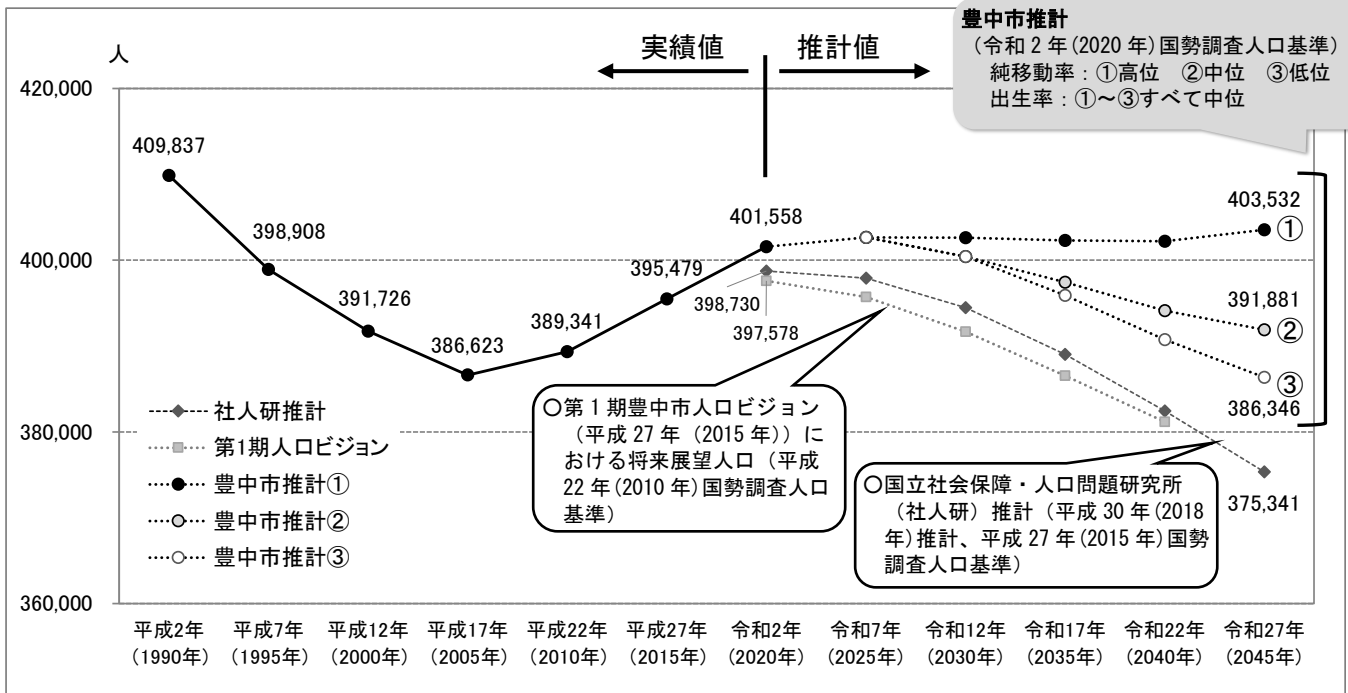 豊中市推計
(令和2年(2020年)国勢調査人口基準)
純移動率：①高位　②中位　③低位
出生率：①～③すべて中位
人
実績値
推計値
420,000
400,000
380,000
360,000
409,837
398,908
391,726
386,623
389,341
395,479
401,558
398,730
397,578
403,532
①
391,881
②
③
386,346
375,341
社人研推計
第1期人口ビジョン
豊中市推計①
豊中市推計②
豊中市推計③
○第1期豊中市人口ビジョン
（平成27年（2015年））に
おける将来展望人口（平成
22年(2010年)国勢調査人口
基準）
○国立社会保障・人口問題研究所
（社人研）推計（平成30年(2018
年)推計、平成27年(2015年)国勢
調査人口基準）
平成2年 平成7年 平成12年 平成17年 平成22年 平成27年 令和2年 令和7年 令和12年 令和17年 令和22年 令和27年
(1990年) (1995年) (2000年) (2005年) (2010年) (2015年) (2020年) (2025年) (2030年) (2035年) (2040年) (2045年)